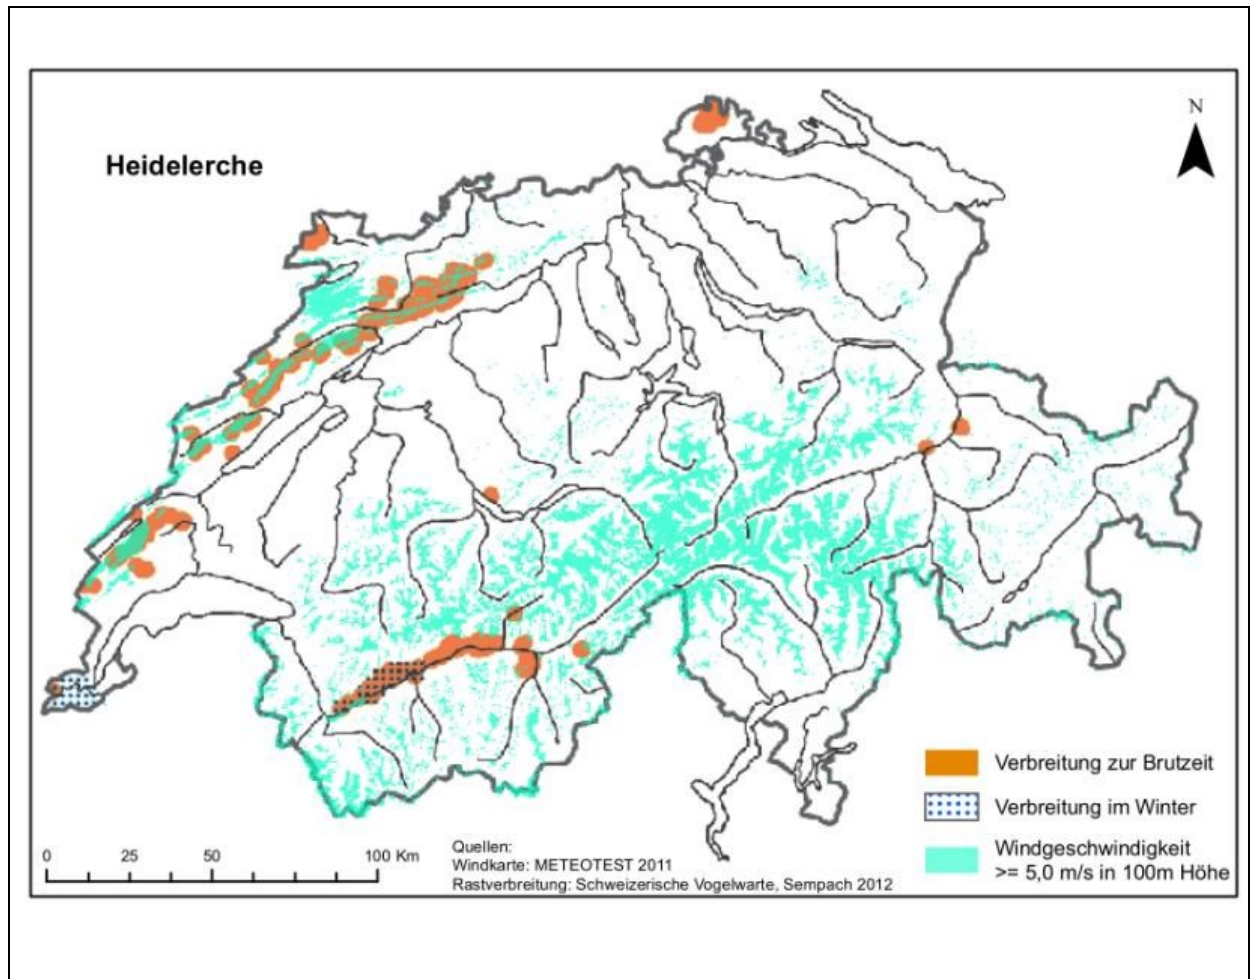 N
Heidelerche
Verbreitung zur Brutzeit
Verbreitung im Winter
Windgeschwindigkeit
>= 5,0 m/s in 100m Höhe
0 25 50 100 Km
Quellen:
Windkarte: METEOTEST 2011
Rastverbreitung: Schweizerische Vogelwarte, Sempach 2012